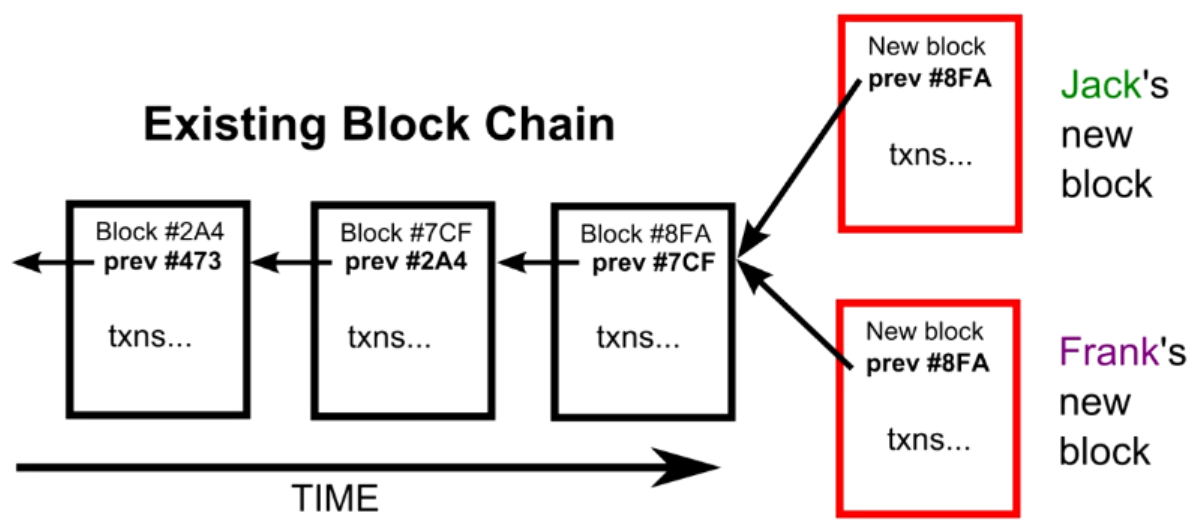 Existing Block Chain
Block #2A4
prev #473
txns...
Block #7CF
prev #2A4
txns...
Block #8FA
prev #7CF
txns...
TIME
New block
prev #8FA
txns...
Jack's
new
block
New block
prev #8FA
txns...
Frank's
new
block